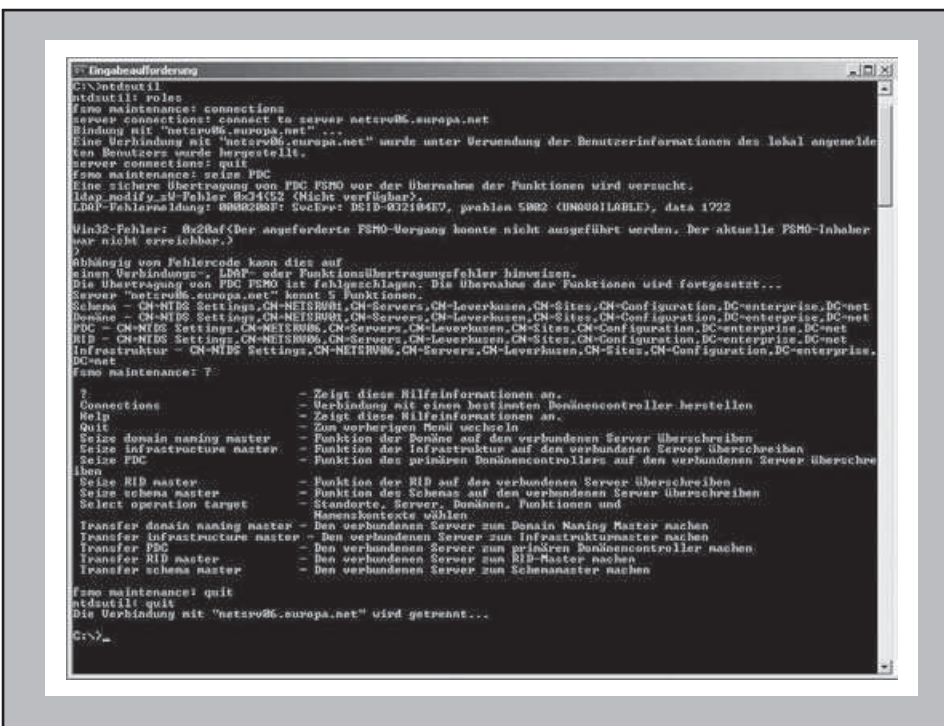 Eingabeaufforderung
C:\>ntdsutil
ntdsutil: roles
fsmo maintenance: connections
server connections: connect to server netsrv06.europa.net
Bindung mit "netsrv06.europa.net" ...
Eine Verbindung mit "netsrv06.europa.net" wurde unter Verwendung der Benutzerinformationen des lokal angemelde
ten Benutzers wurde hergestellt.
server connections: quit
fsmo maintenance: seize PDC
Eine sichere Übertragung von PDC FSMO vor der Übernahme der Funktionen wird versucht.
ldap_modify_sW-Fehler 0x34(52 (Nicht verfügbar).
LDAP-Fehlermeldung: 000020AF: SvcErr: DSID-032104E7, problem 5002 (UNAVAILABLE), data 1722
Win32-Fehler: 0x20af(Der angeforderte FSMO-Vorgang konnte nicht ausgeführt werden. Der aktuelle FSMO-Inhaber
war nicht erreichbar.)
)
Abhängig vom Fehlercode kann dies auf
einen Verbindungs-, LDAP- oder Funktionsübertragungsfehler hinweisen.
Die Übertragung von PDC FSMO ist fehlgeschlagen. Die Übernahme der Funktionen wird fortgesetzt...
Server "netsrv06.europa.net" kennt 5 Funktionen.
Schema - CN=NTDS Settings,CN=NETSRV01,CN=Servers,CN=Leverkusen,CN=Sites,CN=Configuration,DC=enterprise,DC=net
Domäne - CN=NTDS Settings,CN=NETSRV01,CN=Servers,CN=Leverkusen,CN=Sites,CN=Configuration,DC=enterprise,DC=net
PDC - CN=NTDS Settings,CN=NETSRV06,CN=Servers,CN=Leverkusen,CN=Sites,CN=Configuration,DC=enterprise,DC=net
RID - CN=NTDS Settings,CN=NETSRV06,CN=Servers,CN=Leverkusen,CN=Sites,CN=Configuration,DC=enterprise,DC=net
Infrastruktur - CN=NTDS Settings,CN=NETSRV06,CN=Servers,CN=Leverkusen,CN=Sites,CN=Configuration,DC=enterprise,
DC=net
fsmo maintenance: ?
? - Zeigt diese Hilfeinformationen an.
Connections - Verbindung mit einem bestimmten Domänencontroller herstellen
Help - Zeigt diese Hilfeinformationen an.
Quit - Zum vorherigen Menü wechseln
Seize domain naming master - Funktion der Domäne auf dem verbundenen Server überschreiben
Seize infrastructure master - Funktion der Infrastruktur auf dem verbundenen Server überschreiben
Seize PDC - Funktion des primären Domänencontrollers auf dem verbundenen Server überschre
iben
Seize RID master - Funktion der RID auf dem verbundenen Server überschreiben
Seize schema master - Funktion des Schemas auf dem verbundenen Server überschreiben
Select operation target - Standorte, Server, Domänen, Funktionen und
Namenskontexte wählen
Transfer domain naming master - Den verbundenen Server zum Domain Naming Master machen
Transfer infrastructure master - Den verbundenen Server zum Infrastrukturmaster machen
Transfer PDC - Den verbundenen Server zum primären Domänencontroller machen
Transfer RID master - Den verbundenen Server zum RID-Master machen
Transfer schema master - Den verbundenen Server zum Schemamaster machen
fsmo maintenance: quit
ntdsutil: quit
Die Verbindung mit "netsrv06.europa.net" wird getrennt...
C:\>_